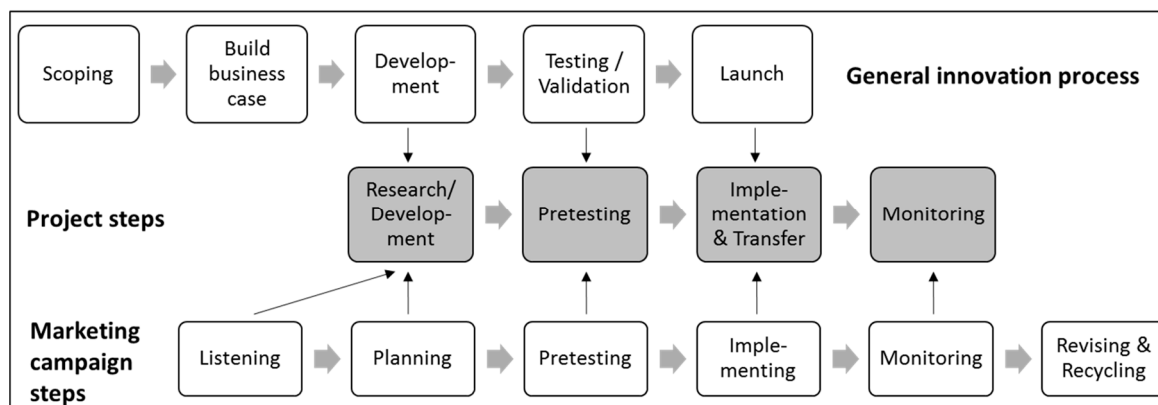 Scoping
Build
business
case
Develop-
ment
Testing /
Validation
Launch
General innovation process
Project steps
Research/
Develop-
ment
Pretesting
Imple-
mentation
& Transfer
Monitoring
Marketing
campaign
steps
Listening
Planning
Pretesting
Imple-
menting
Monitoring
Revising &
Recycling